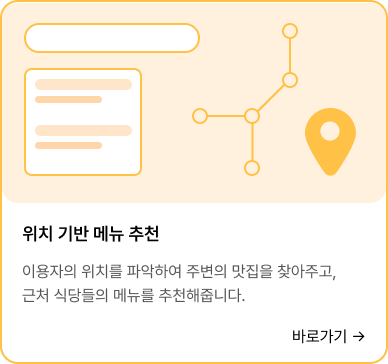 위치 기반 메뉴 추천
이용자의 위치를 파악하여 주변의 맛집을 찾아주고,
근처 식당들의 메뉴를 추천해줍니다.
바로가기 →